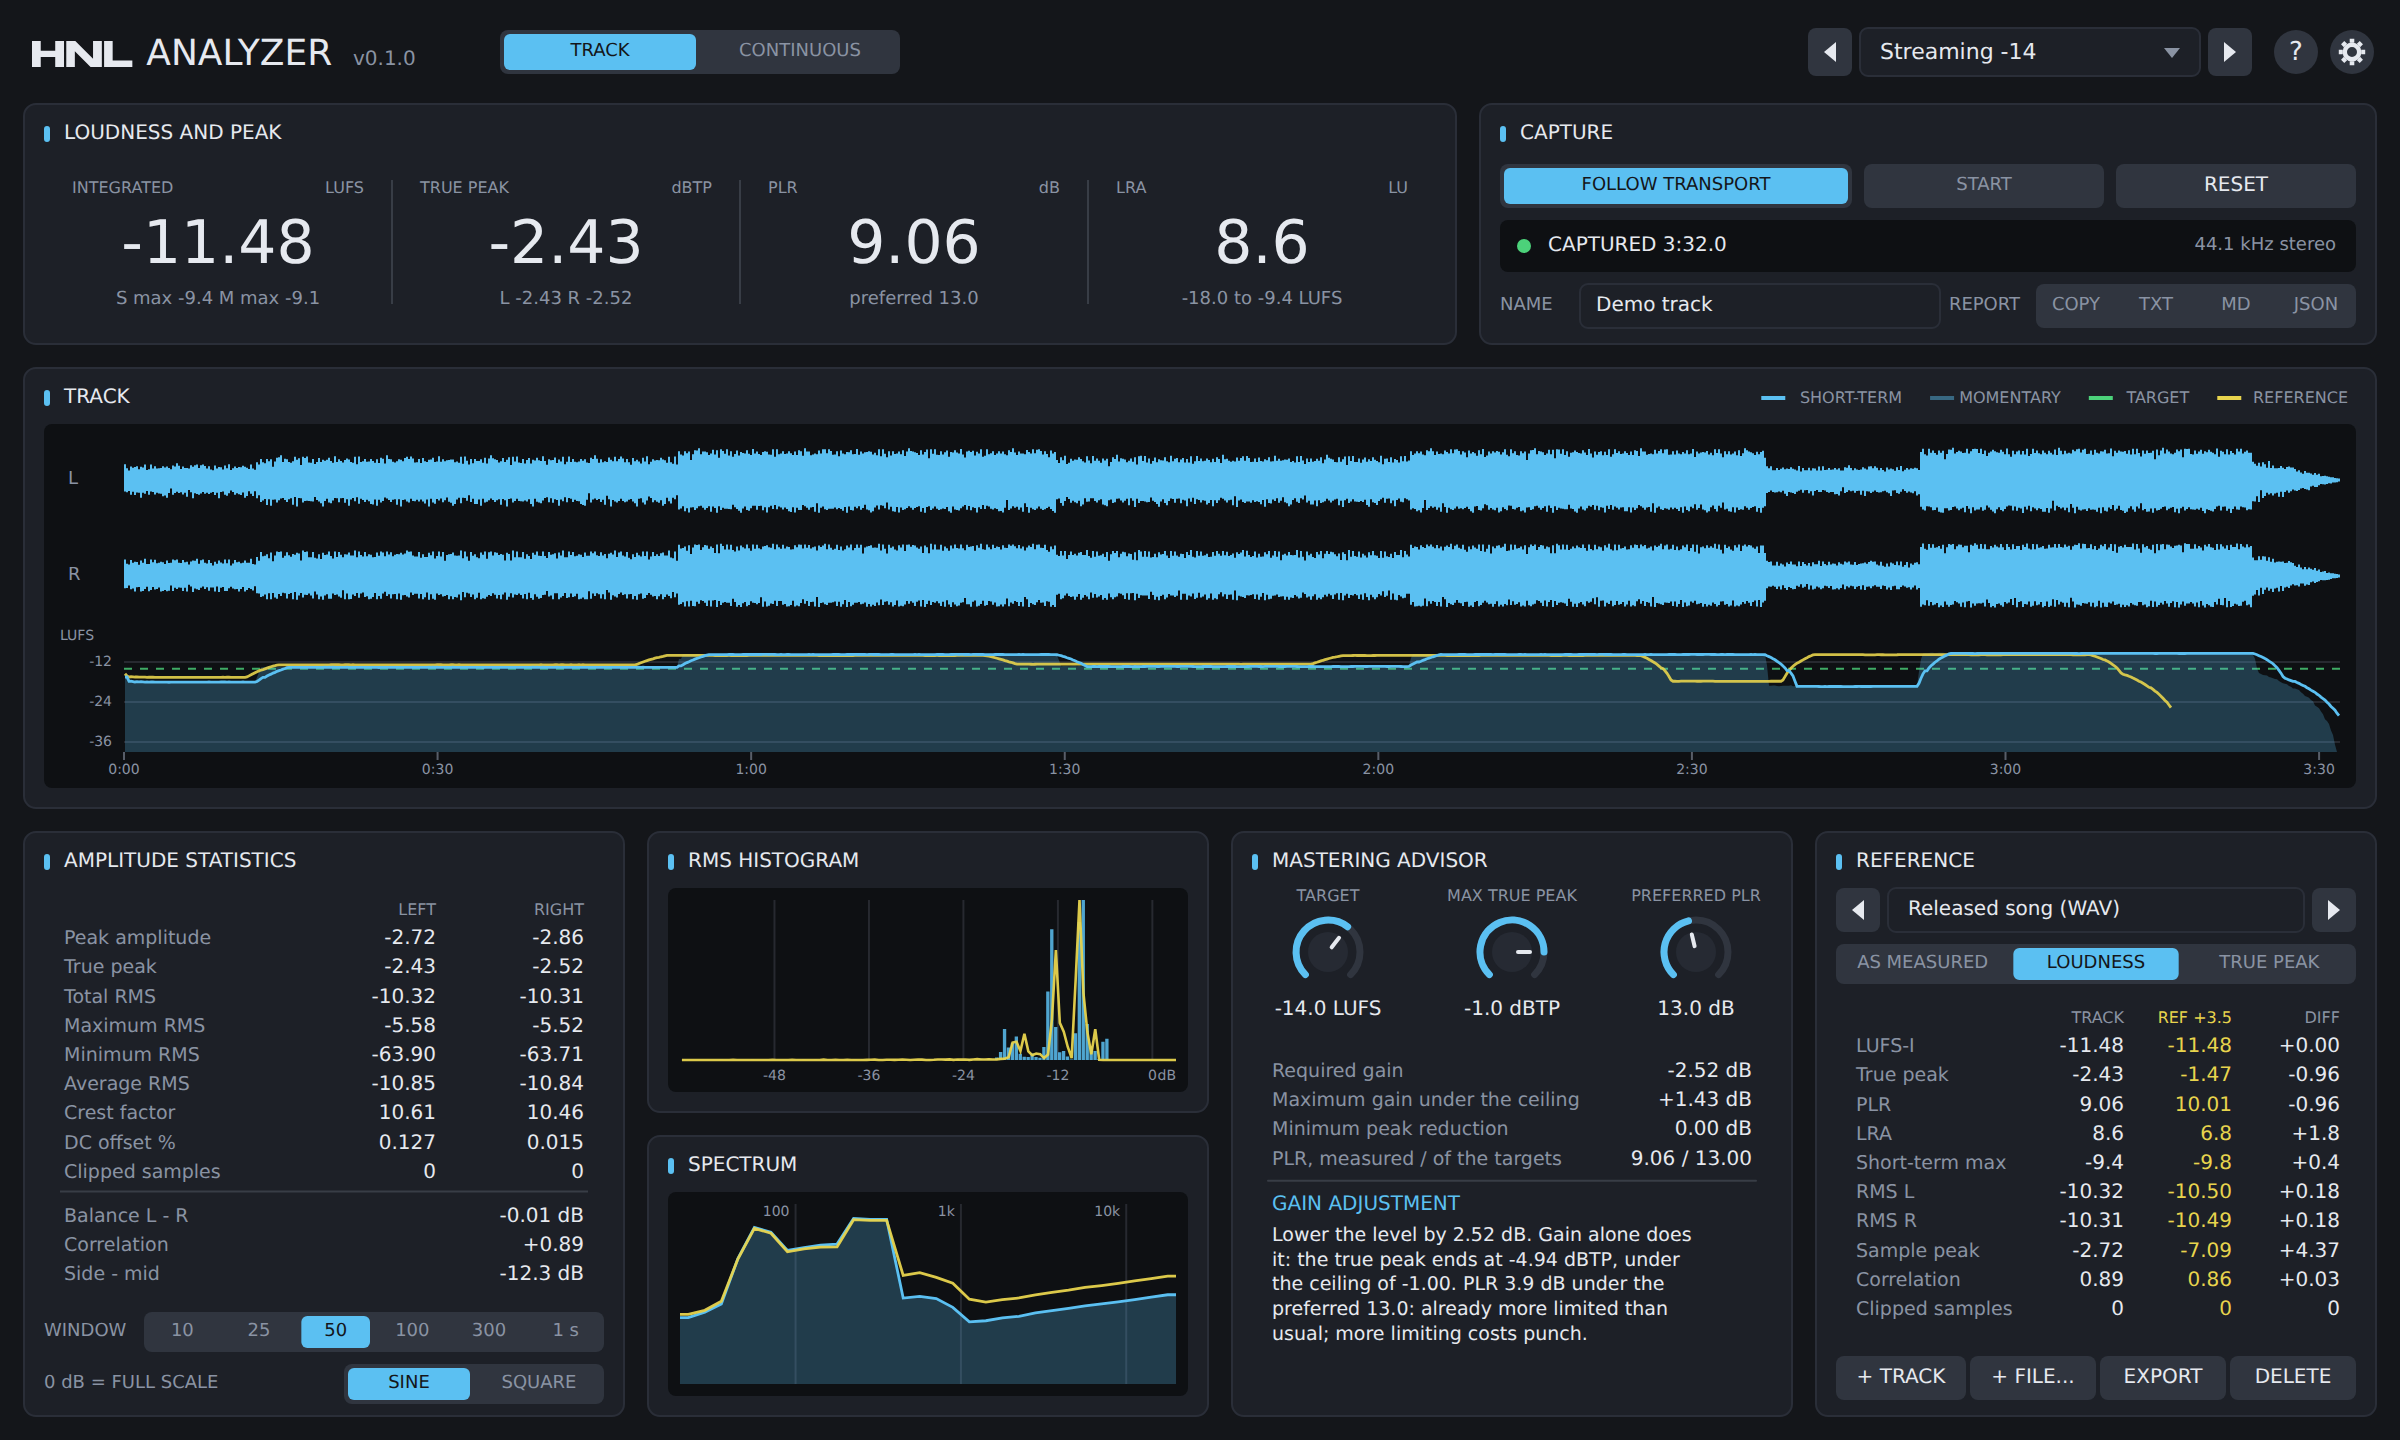 HNL ANALYZER v0.1.0
TRACK CONTINUOUS
Streaming -14
?
LOUDNESS AND PEAK
INTEGRATED LUFS TRUE PEAK dBTP PLR dB LRA LU
-11.48 -2.43 9.06 8.6
S max -9.4 M max -9.1 L -2.43 R -2.52 preferred 13.0 -18.0 to -9.4 LUFS
CAPTURE
FOLLOW TRANSPORT START RESET
CAPTURED 3:32.0 44.1 kHz stereo
NAME Demo track REPORT COPY TXT MD JSON
TRACK SHORT-TERM MOMENTARY TARGET REFERENCE
L
R
LUFS
-12
-24
-36
0:00 0:30 1:00 1:30 2:00 2:30 3:00 3:30
AMPLITUDE STATISTICS
LEFT RIGHT
Peak amplitude -2.72 -2.86
True peak -2.43 -2.52
Total RMS -10.32 -10.31
Maximum RMS -5.58 -5.52
Minimum RMS -63.90 -63.71
Average RMS -10.85 -10.84
Crest factor 10.61 10.46
DC offset % 0.127 0.015
Clipped samples 0 0
Balance L - R -0.01 dB
Correlation +0.89
Side - mid -12.3 dB
WINDOW 10 25 50 100 300 1 s
0 dB = FULL SCALE SINE SQUARE
RMS HISTOGRAM
-48 -36 -24 -12 0dB
SPECTRUM
100 1k 10k
MASTERING ADVISOR
TARGET MAX TRUE PEAK PREFERRED PLR
-14.0 LUFS -1.0 dBTP 13.0 dB
Required gain -2.52 dB
Maximum gain under the ceiling +1.43 dB
Minimum peak reduction 0.00 dB
PLR, measured / of the targets 9.06 / 13.00
GAIN ADJUSTMENT
Lower the level by 2.52 dB. Gain alone does
it: the true peak ends at -4.94 dBTP, under
the ceiling of -1.00. PLR 3.9 dB under the
preferred 13.0: already more limited than
usual; more limiting costs punch.
REFERENCE
Released song (WAV)
AS MEASURED LOUDNESS TRUE PEAK
TRACK REF +3.5 DIFF
LUFS-I -11.48 -11.48 +0.00
True peak -2.43 -1.47 -0.96
PLR 9.06 10.01 -0.96
LRA 8.6 6.8 +1.8
Short-term max -9.4 -9.8 +0.4
RMS L -10.32 -10.50 +0.18
RMS R -10.31 -10.49 +0.18
Sample peak -2.72 -7.09 +4.37
Correlation 0.89 0.86 +0.03
Clipped samples 0 0 0
+ TRACK + FILE... EXPORT DELETE